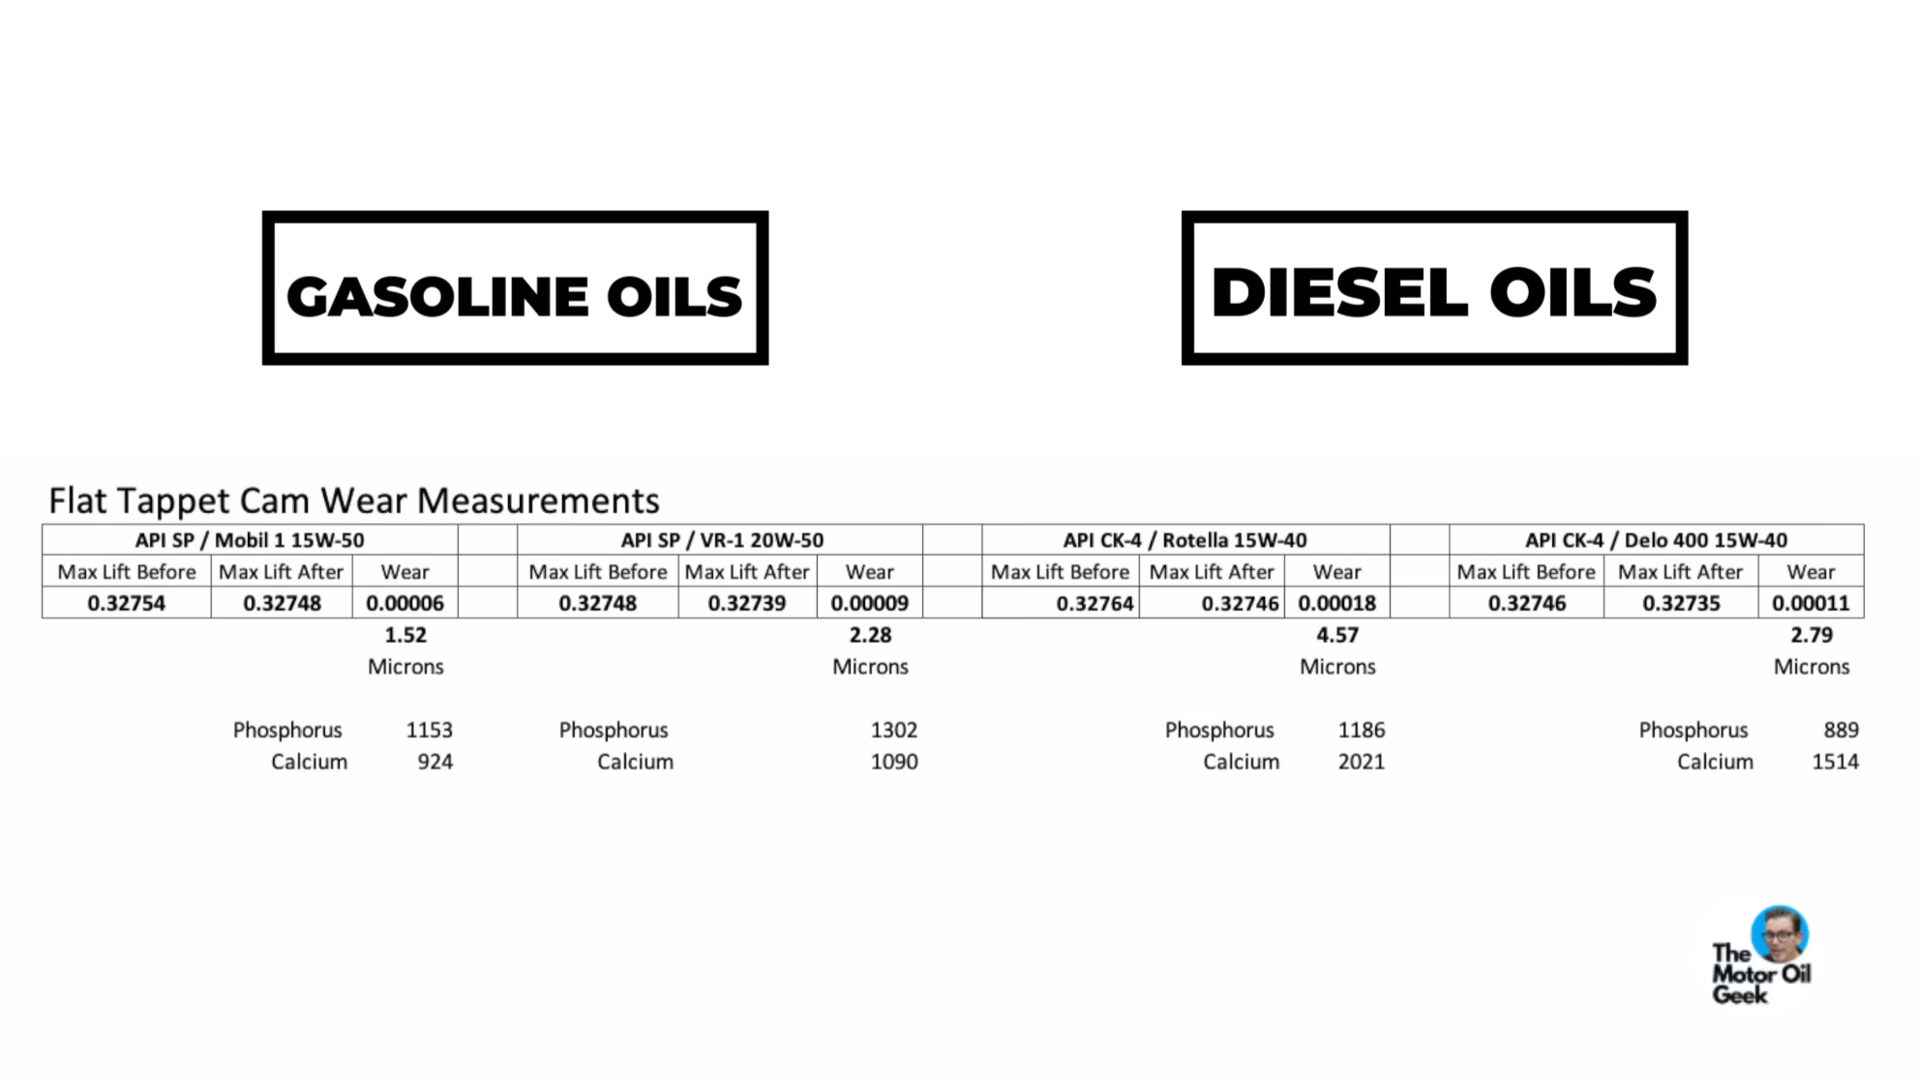 GASOLINE OILS
DIESEL OILS
Flat Tappet Cam Wear Measurements
API SP / Mobil 1 15W-50 API SP / VR-1 20W-50 API CK-4 / Rotella 15W-40 API CK-4 / Delo 400 15W-40
Max Lift Before Max Lift After Wear Max Lift Before Max Lift After Wear Max Lift Before Max Lift After Wear Max Lift Before Max Lift After Wear
0.32754 0.32748 0.00006 0.32748 0.32739 0.00009 0.32764 0.32746 0.00018 0.32746 0.32735 0.00011
1.52 2.28 4.57 2.79
Microns Microns Microns Microns
Phosphorus 1153 Phosphorus 1302 Phosphorus 1186 Phosphorus 889
Calcium 924 Calcium 1090 Calcium 2021 Calcium 1514
The
Motor Oil
Geek